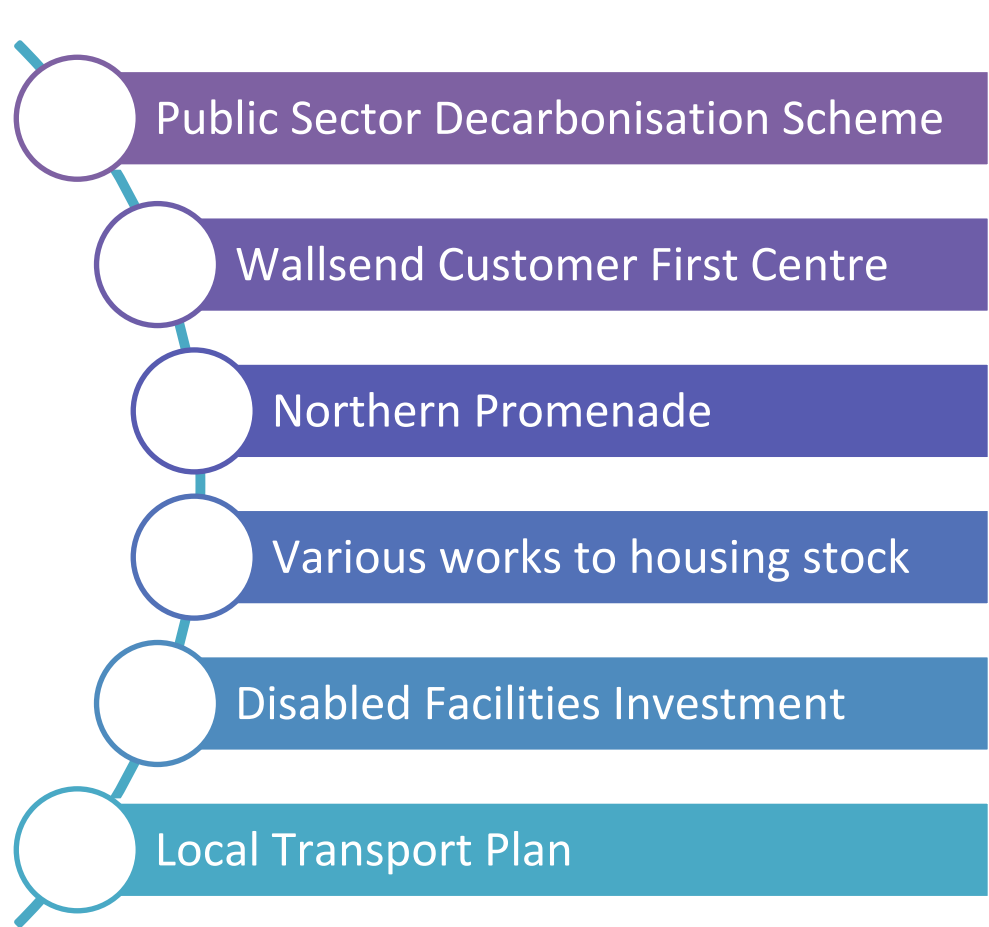 Public Sector Decarbonisation Scheme
Wallsend Customer First Centre
Northern Promenade
Various works to housing stock
Disabled Facilities Investment
Local Transport Plan